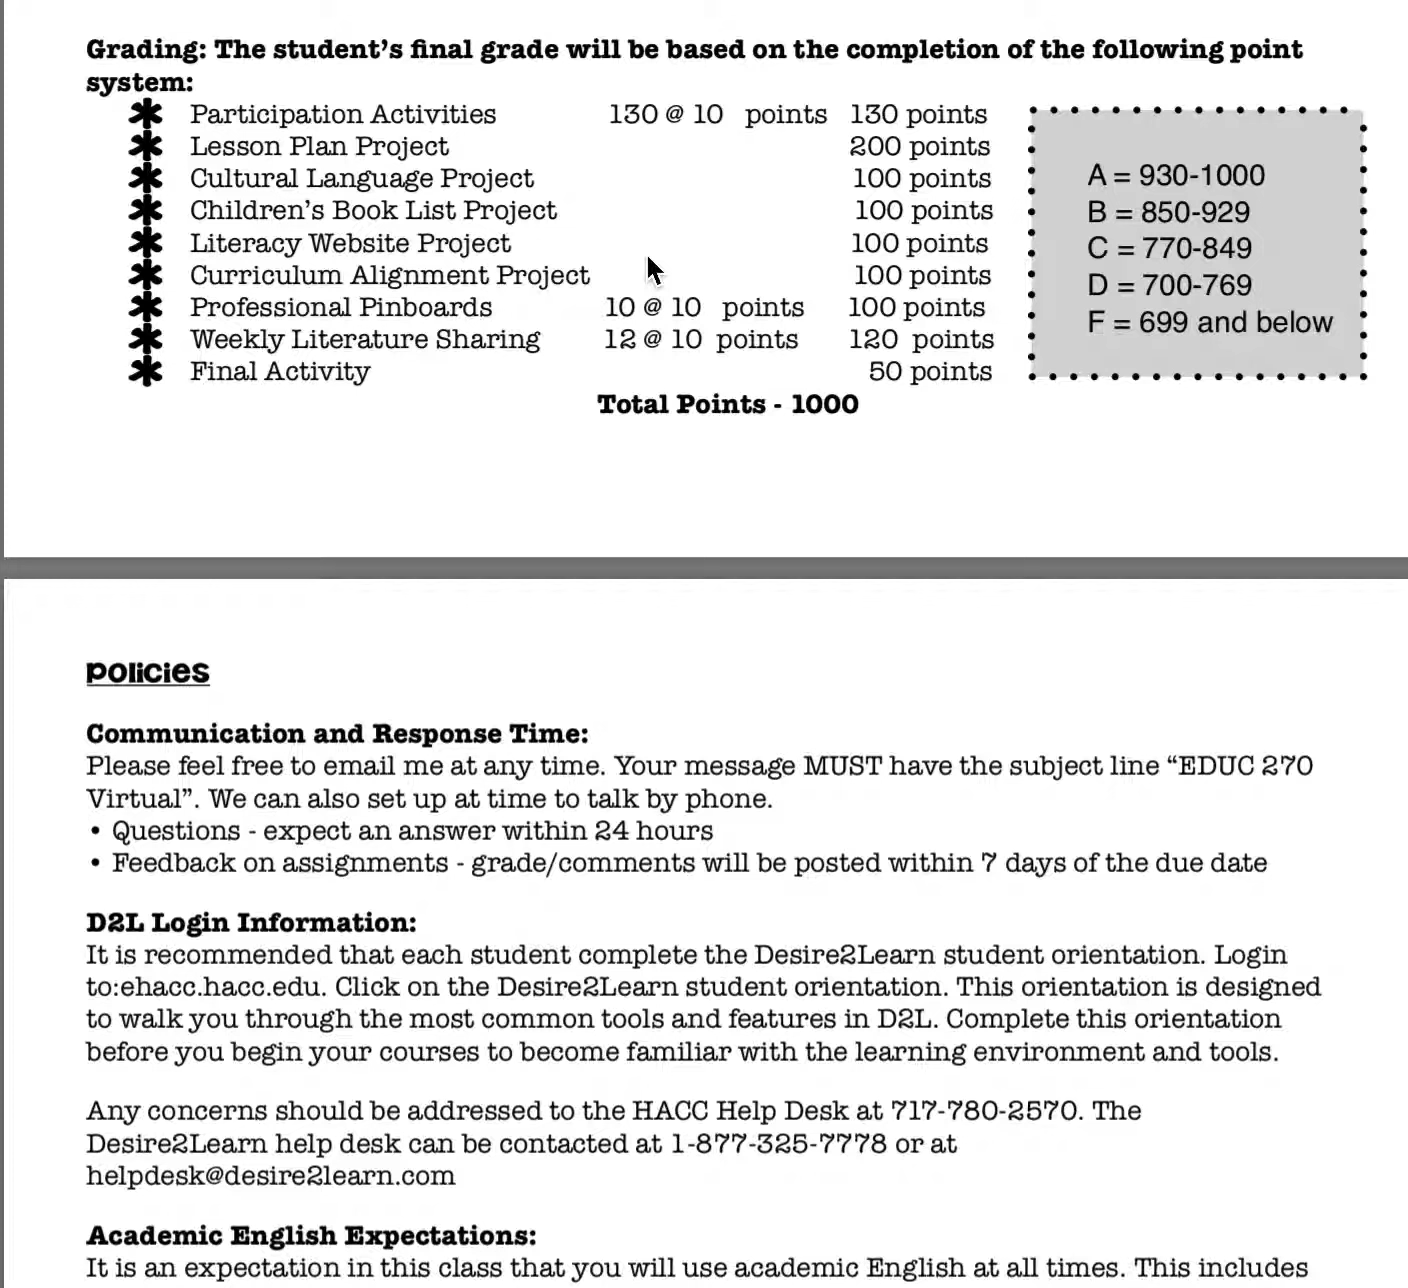 Grading: The student's final grade will be based on the completion of the following point
system:
Participation Activities 130 @ 10 points 130 points
Lesson Plan Project 200 points
Cultural Language Project 100 points
Children's Book List Project 100 points
Literacy Website Project 100 points
Curriculum Alignment Project 100 points
Professional Pinboards 10 @ 10 points 100 points
Weekly Literature Sharing 12 @ 10 points 120 points
Final Activity 50 points
Total Points - 1000
A = 930-1000
B = 850-929
C = 770-849
D = 700-769
F = 699 and below
Policies
Communication and Response Time:
Please feel free to email me at any time. Your message MUST have the subject line “EDUC 270
Virtual”. We can also set up at time to talk by phone.
• Questions - expect an answer within 24 hours
• Feedback on assignments - grade/comments will be posted within 7 days of the due date
D2L Login Information:
It is recommended that each student complete the Desire2Learn student orientation. Login
to:ehacc.hacc.edu. Click on the Desire2Learn student orientation. This orientation is designed
to walk you through the most common tools and features in D2L. Complete this orientation
before you begin your courses to become familiar with the learning environment and tools.
Any concerns should be addressed to the HACC Help Desk at 717-780-2570. The
Desire2Learn help desk can be contacted at 1-877-325-7778 or at
helpdesk@desire2learn.com
Academic English Expectations:
It is an expectation in this class that you will use academic English at all times. This includes